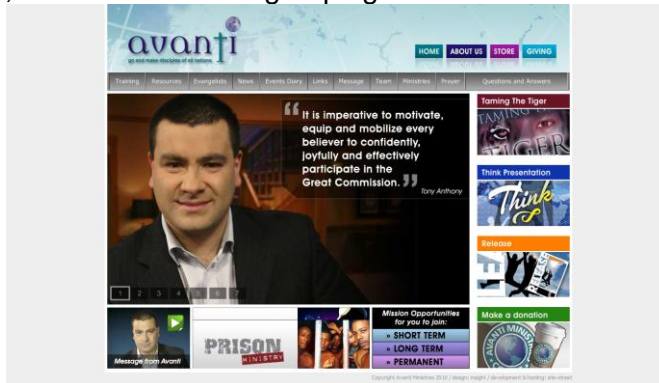 avanti
go and make disciples of all nations
HOME ABOUT US STORE GIVING
Training Resources Evangelists News Events Diary Links Message Team Ministries Prayer Questions and Answers
“ It is imperative to motivate,
equip and mobilize every
believer to confidently,
joyfully and effectively
participate in the
Great Commission. ”
Tony Anthony
1 2 3 4 5 6 7
Taming The Tiger
TAMING
TIGER
Think Presentation
Think
Release
Make a donation
AVANTI MINISTRIES
Message from Avanti
PRISON
MINISTRY
Mission Opportunities
for you to join:
» SHORT TERM
» LONG TERM
» PERMANENT